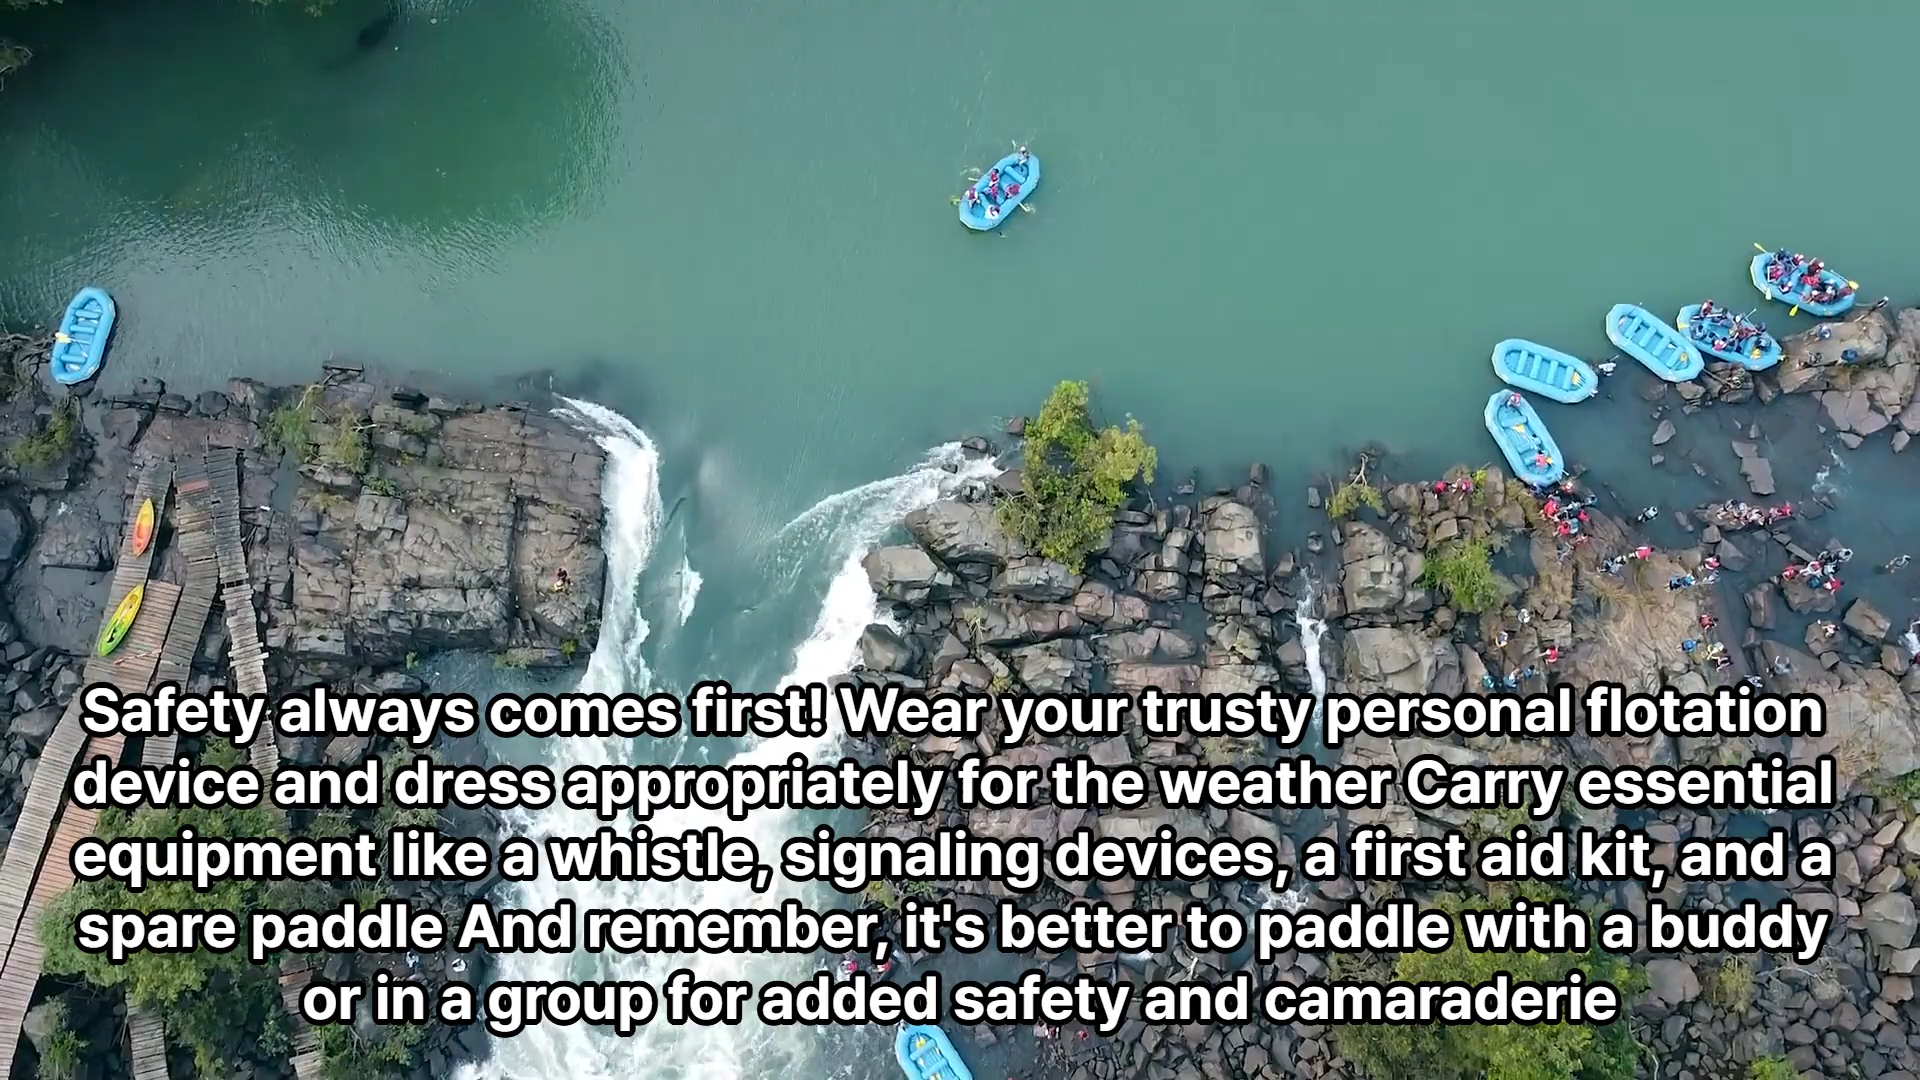 Safety always comes first! Wear your trusty personal flotation
device and dress appropriately for the weather Carry essential
equipment like a whistle, signaling devices, a first aid kit, and a
spare paddle And remember, it's better to paddle with a buddy
or in a group for added safety and camaraderie